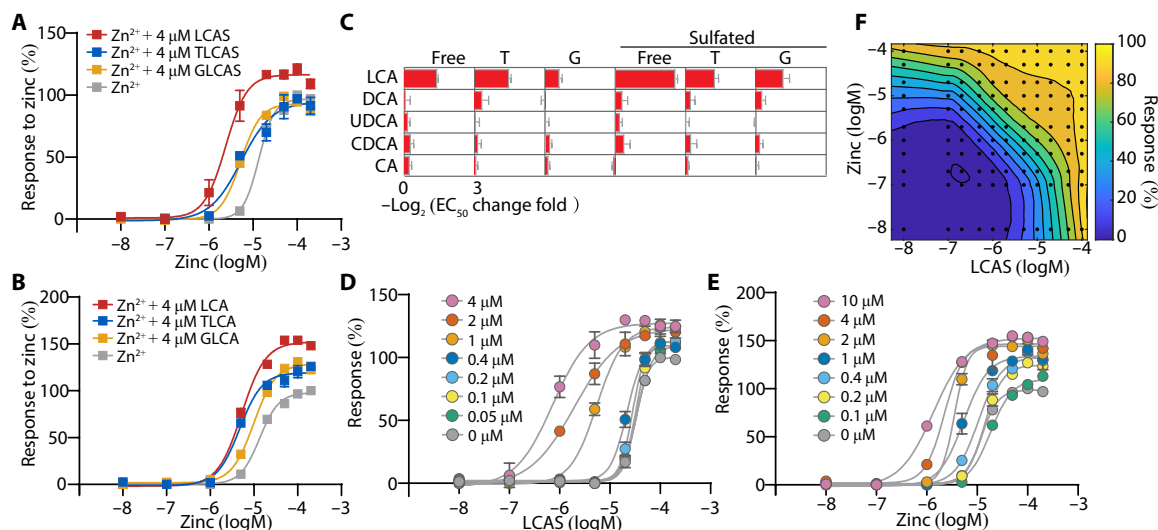 A
Response to zinc (%)
150
100
50
0
Zn²⁺ + 4 µM LCAS
Zn²⁺ + 4 µM TLCAS
Zn²⁺ + 4 µM GLCAS
Zn²⁺
−8 −7 −6 −5 −4 −3
Zinc (logM)
B
Response to zinc (%)
200
150
100
50
0
Zn²⁺ + 4 µM LCA
Zn²⁺ + 4 µM TLCA
Zn²⁺ + 4 µM GLCA
Zn²⁺
−8 −7 −6 −5 −4 −3
Zinc (logM)
C
Sulfated
Free T G Free T G
LCA
DCA
UDCA
CDCA
CA
0 3
−Log₂ (EC₅₀ change fold )
D
Response (%)
150
100
50
0
4 µM
2 µM
1 µM
0.4 µM
0.2 µM
0.1 µM
0.05 µM
0 µM
−8 −7 −6 −5 −4 −3
LCAS (logM)
E
Response (%)
200
150
100
50
0
10 µM
4 µM
2 µM
1 µM
0.4 µM
0.2 µM
0.1 µM
0 µM
−8 −7 −6 −5 −4 −3
Zinc (logM)
F
Zinc (logM)
−4
−5
−6
−7
−8
−8 −7 −6 −5 −4
LCAS (logM)
100
80
60
40
20
0
Response (%)